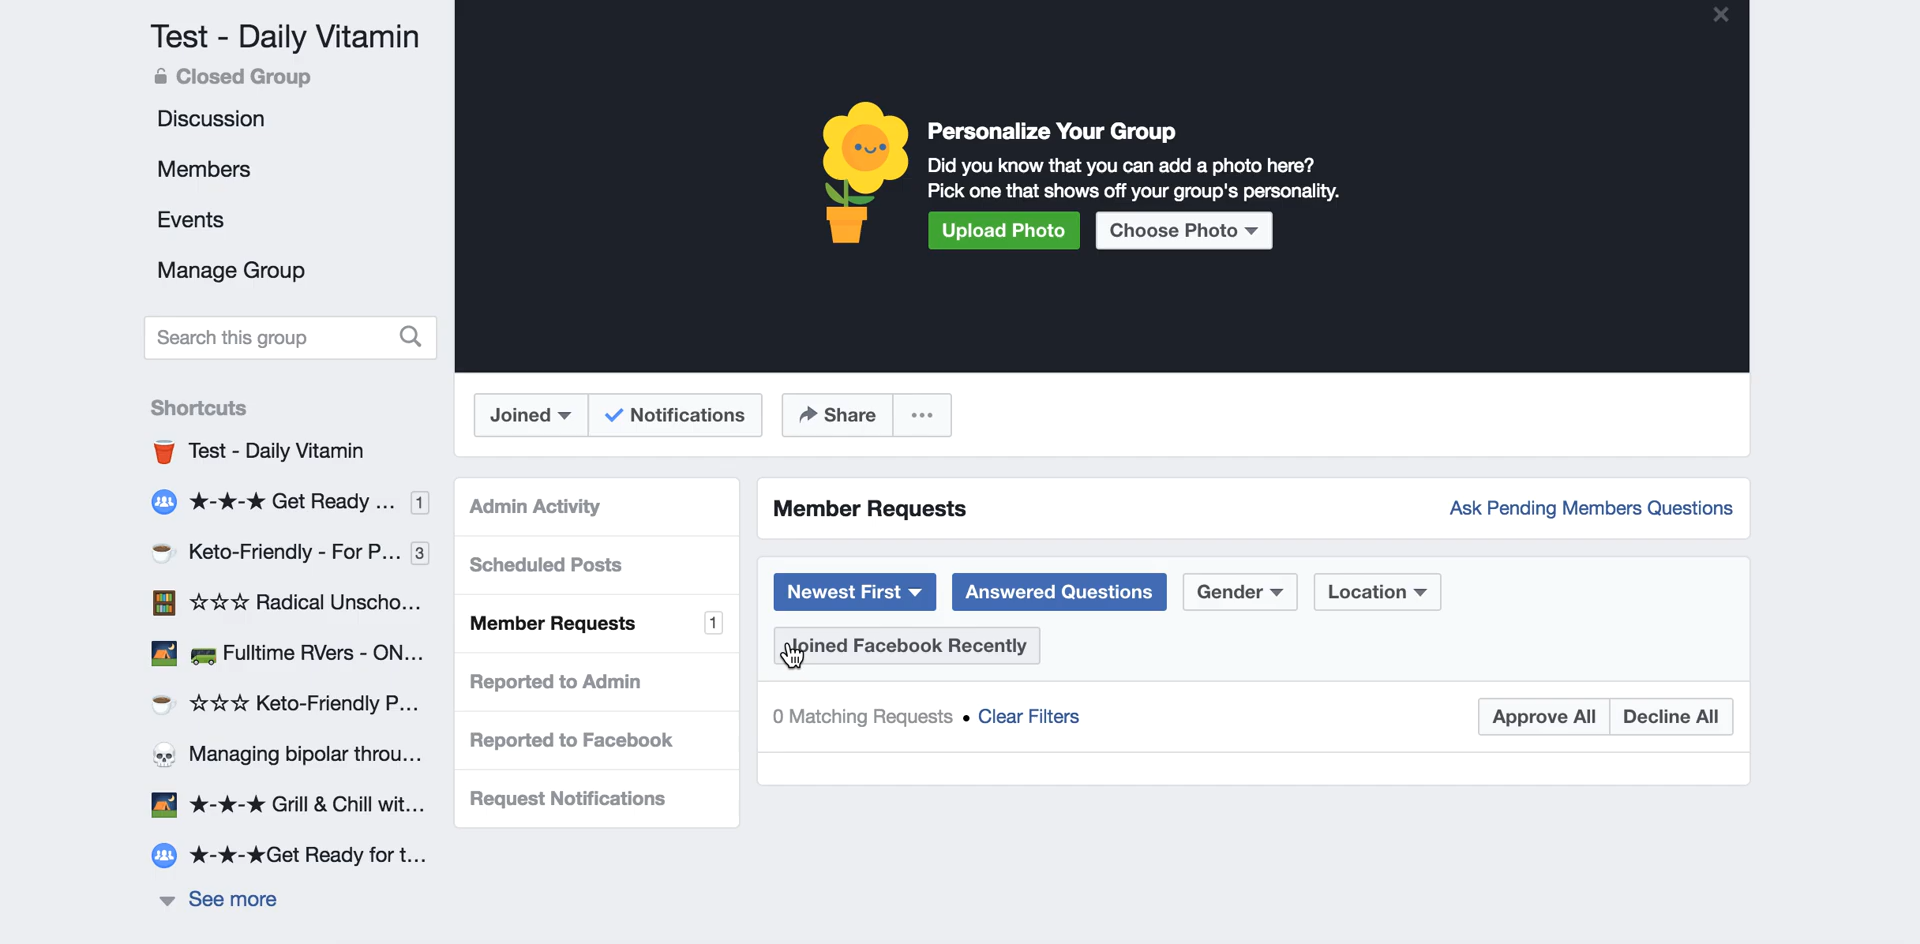 Test - Daily Vitamin
Closed Group
Discussion
Members
Events
Manage Group
Search this group
Shortcuts
Test - Daily Vitamin
★-★-★ Get Ready ... 1
Keto-Friendly - For P... 3
☆☆☆ Radical Unscho...
Fulltime RVers - ON...
☆☆☆ Keto-Friendly P...
Managing bipolar throu...
★-★-★ Grill & Chill wit...
★-★-★Get Ready for t...
See more
Personalize Your Group
Did you know that you can add a photo here?
Pick one that shows off your group's personality.
Upload Photo Choose Photo
Joined Notifications Share ...
Admin Activity
Scheduled Posts
Member Requests 1
Reported to Admin
Reported to Facebook
Request Notifications
Member Requests Ask Pending Members Questions
Newest First Answered Questions Gender Location
Joined Facebook Recently
0 Matching Requests • Clear Filters Approve All Decline All